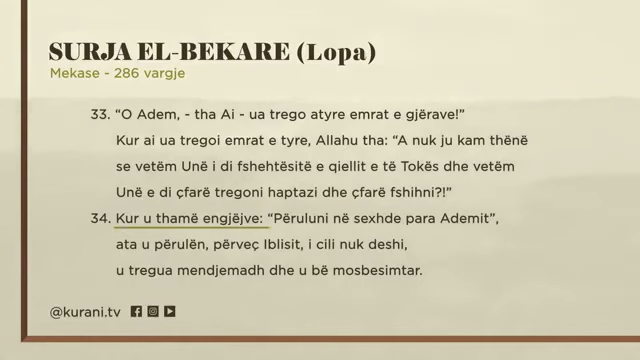 SURJA EL-BEKARE (Lopa)
Mekase - 286 vargje
33. “O Adem, - tha Ai - ua trego atyre emrat e gjërave!”
Kur ai ua tregoi emrat e tyre, Allahu tha: “A nuk ju kam thënë
se vetëm Unë i di fshehtësitë e qiellit e të Tokës dhe vetëm
Unë e di çfarë tregoni haptazi dhe çfarë fshihni?!”
34. Kur u thamë engjëjve: “Përuluni në sexhde para Ademit”,
ata u përulën, përveç Iblisit, i cili nuk deshi,
u tregua mendjemadh dhe u bë mosbesimtar.
@kurani.tv